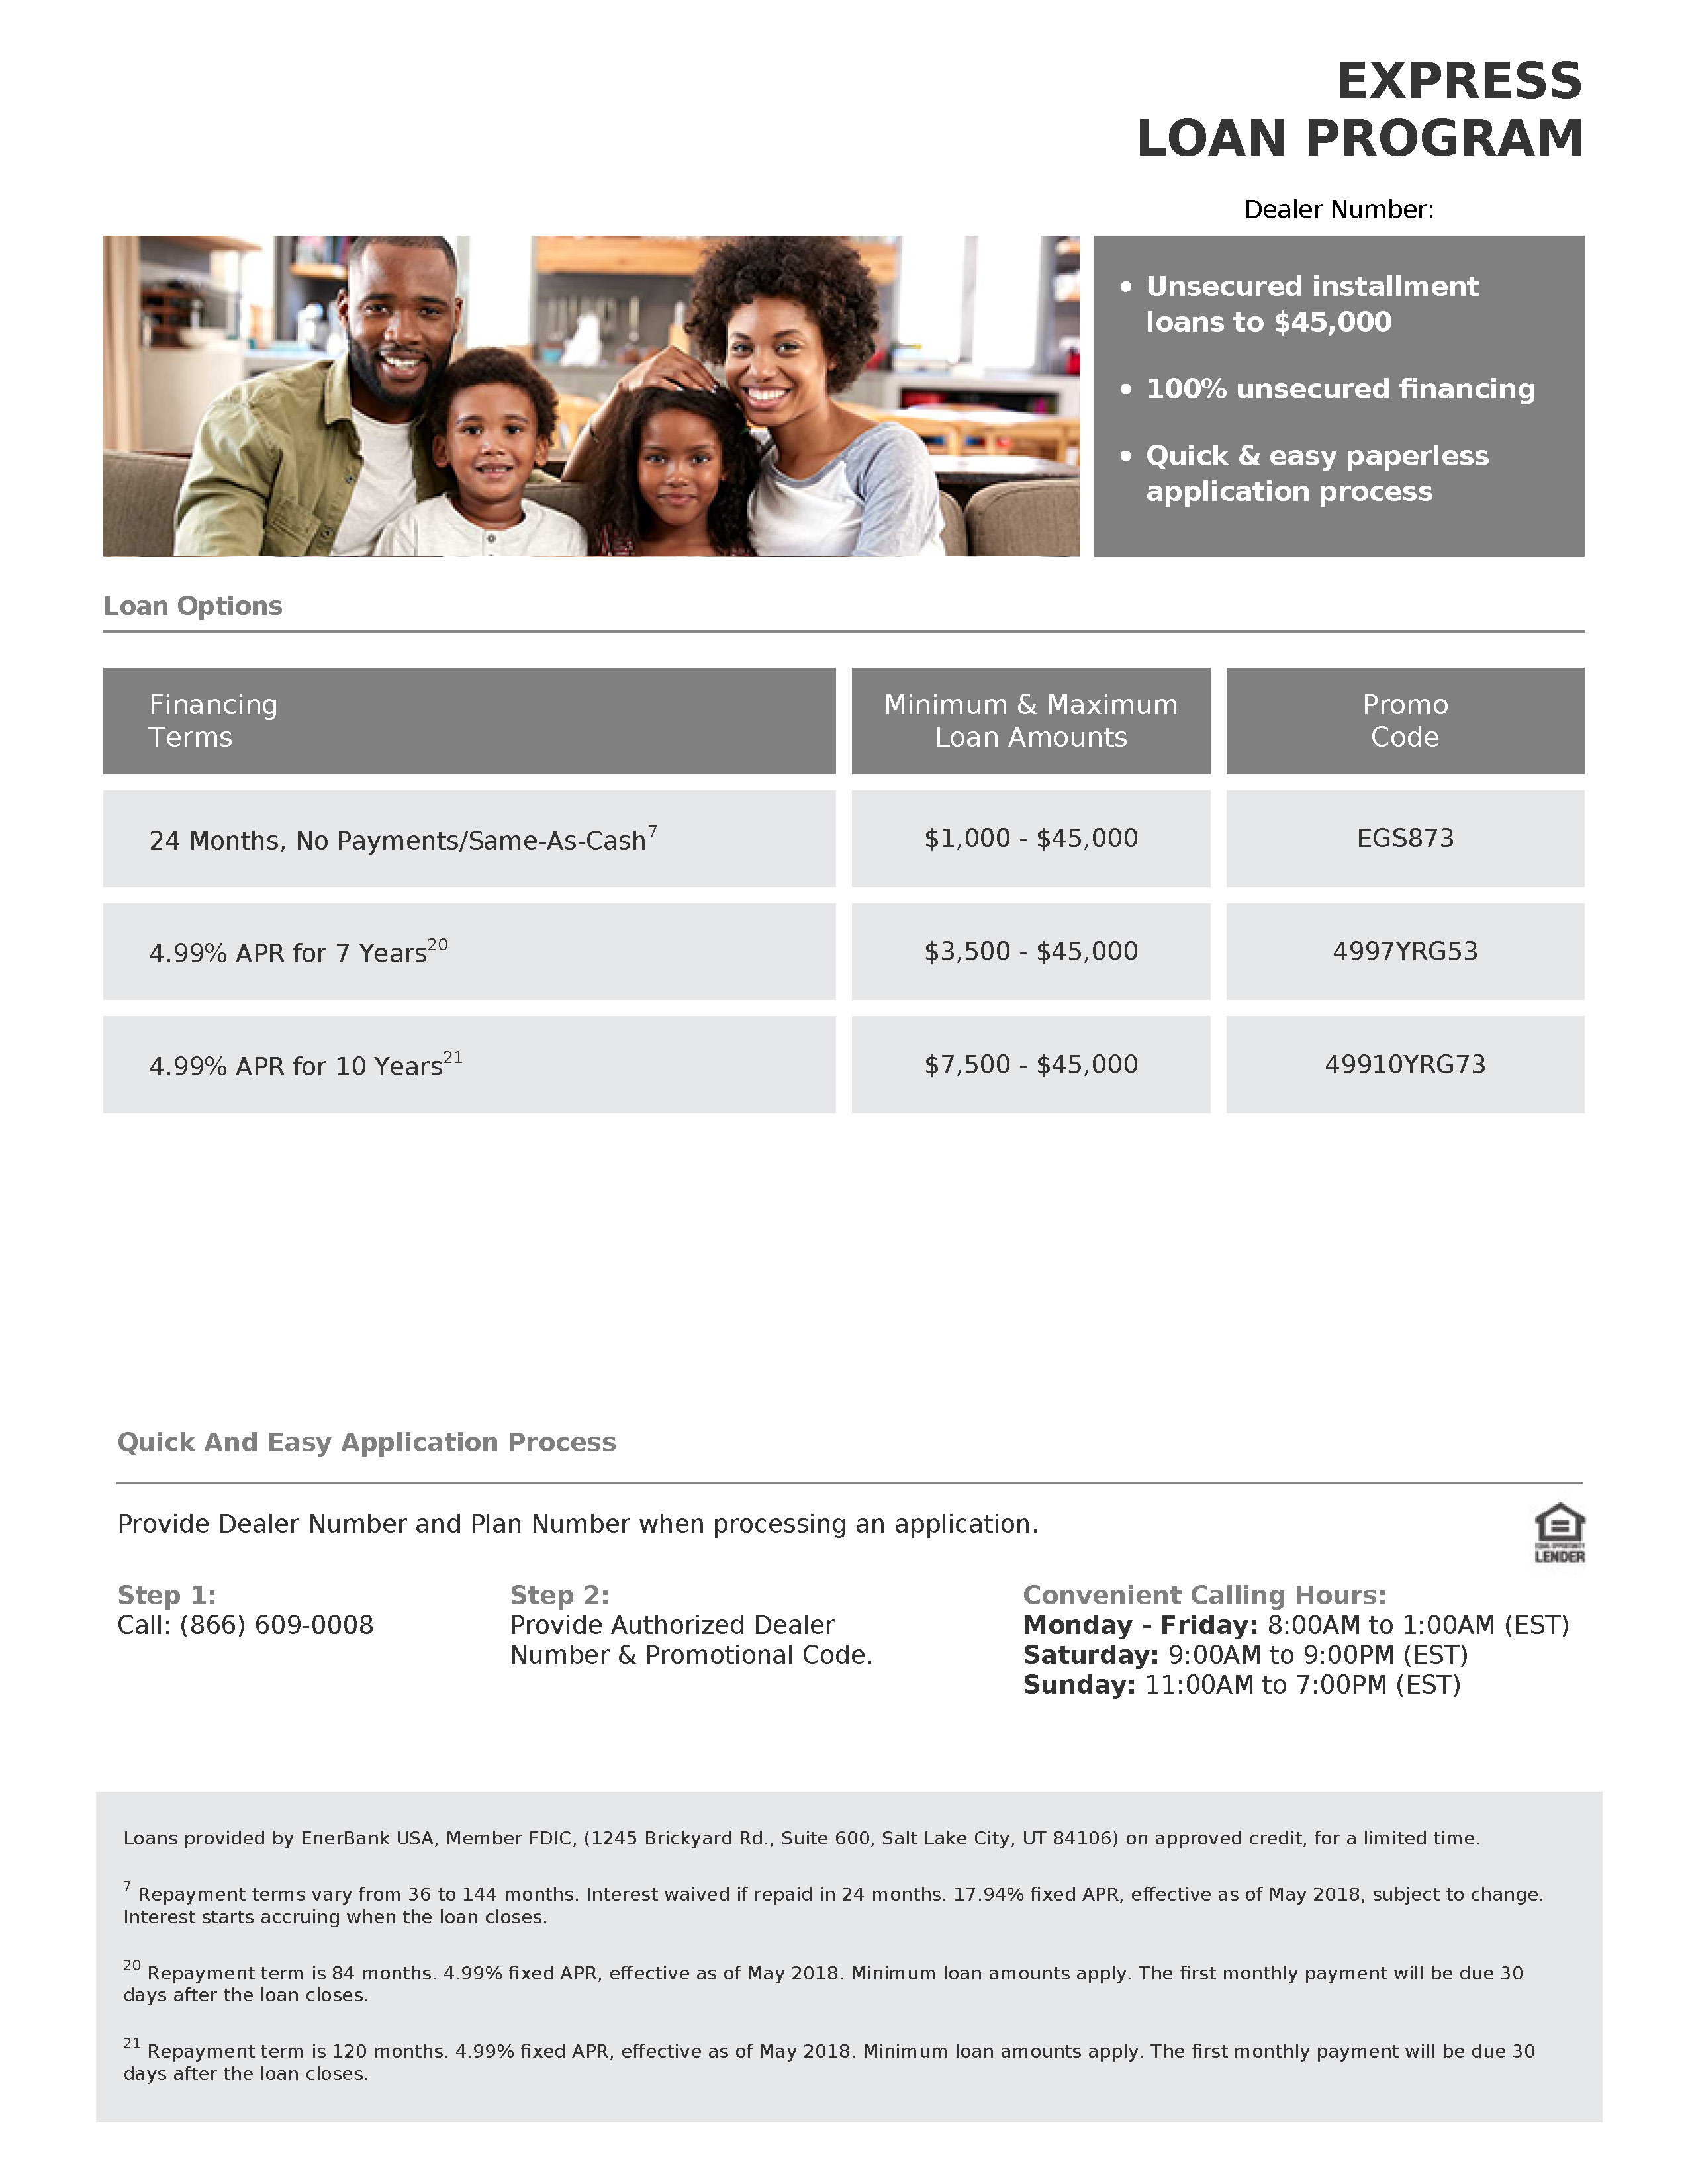 EXPRESS
LOAN PROGRAM
Dealer Number:
• Unsecured installment
loans to $45,000
• 100% unsecured financing
• Quick & easy paperless
application process
Loan Options
Financing
Terms
Minimum & Maximum
Loan Amounts
Promo
Code
24 Months, No Payments/Same-As-Cash7
$1,000 - $45,000
EGS873
4.99% APR for 7 Years20
$3,500 - $45,000
4997YRG53
4.99% APR for 10 Years21
$7,500 - $45,000
49910YRG73
Quick And Easy Application Process
Provide Dealer Number and Plan Number when processing an application.
EQUAL OPPORTUNITY
LENDER
Step 1:
Call: (866) 609-0008
Step 2:
Provide Authorized Dealer
Number & Promotional Code.
Convenient Calling Hours:
Monday - Friday: 8:00AM to 1:00AM (EST)
Saturday: 9:00AM to 9:00PM (EST)
Sunday: 11:00AM to 7:00PM (EST)
Loans provided by EnerBank USA, Member FDIC, (1245 Brickyard Rd., Suite 600, Salt Lake City, UT 84106) on approved credit, for a limited time.
7 Repayment terms vary from 36 to 144 months. Interest waived if repaid in 24 months. 17.94% fixed APR, effective as of May 2018, subject to change.
Interest starts accruing when the loan closes.
20 Repayment term is 84 months. 4.99% fixed APR, effective as of May 2018. Minimum loan amounts apply. The first monthly payment will be due 30
days after the loan closes.
21 Repayment term is 120 months. 4.99% fixed APR, effective as of May 2018. Minimum loan amounts apply. The first monthly payment will be due 30
days after the loan closes.